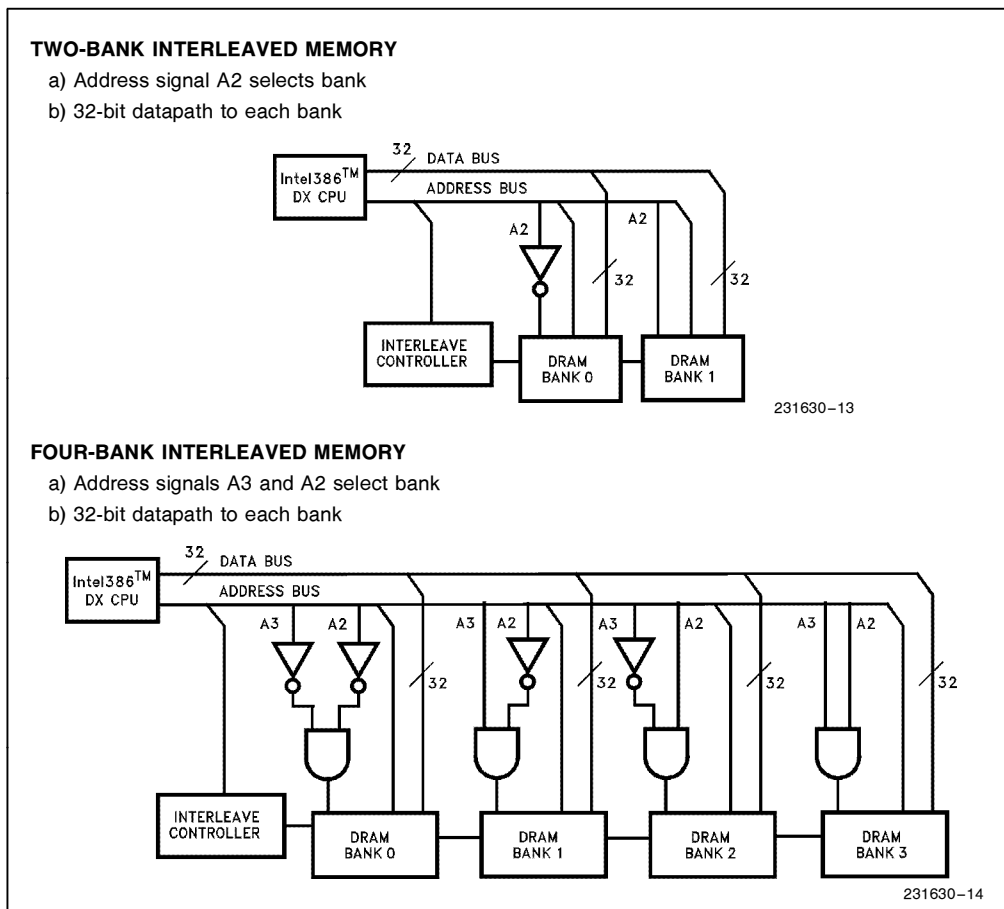 TWO-BANK INTERLEAVED MEMORY
a) Address signal A2 selects bank
b) 32-bit datapath to each bank
32
DATA BUS
Intel386™
DX CPU
ADDRESS BUS
A2
A2
32
32
INTERLEAVE
CONTROLLER
DRAM
BANK 0
DRAM
BANK 1
231630–13
FOUR-BANK INTERLEAVED MEMORY
a) Address signals A3 and A2 select bank
b) 32-bit datapath to each bank
32
DATA BUS
Intel386™
DX CPU
ADDRESS BUS
A3
A2
A3
A2
A3
A2
A3
A2
32
32
32
32
INTERLEAVE
CONTROLLER
DRAM
BANK 0
DRAM
BANK 1
DRAM
BANK 2
DRAM
BANK 3
231630–14